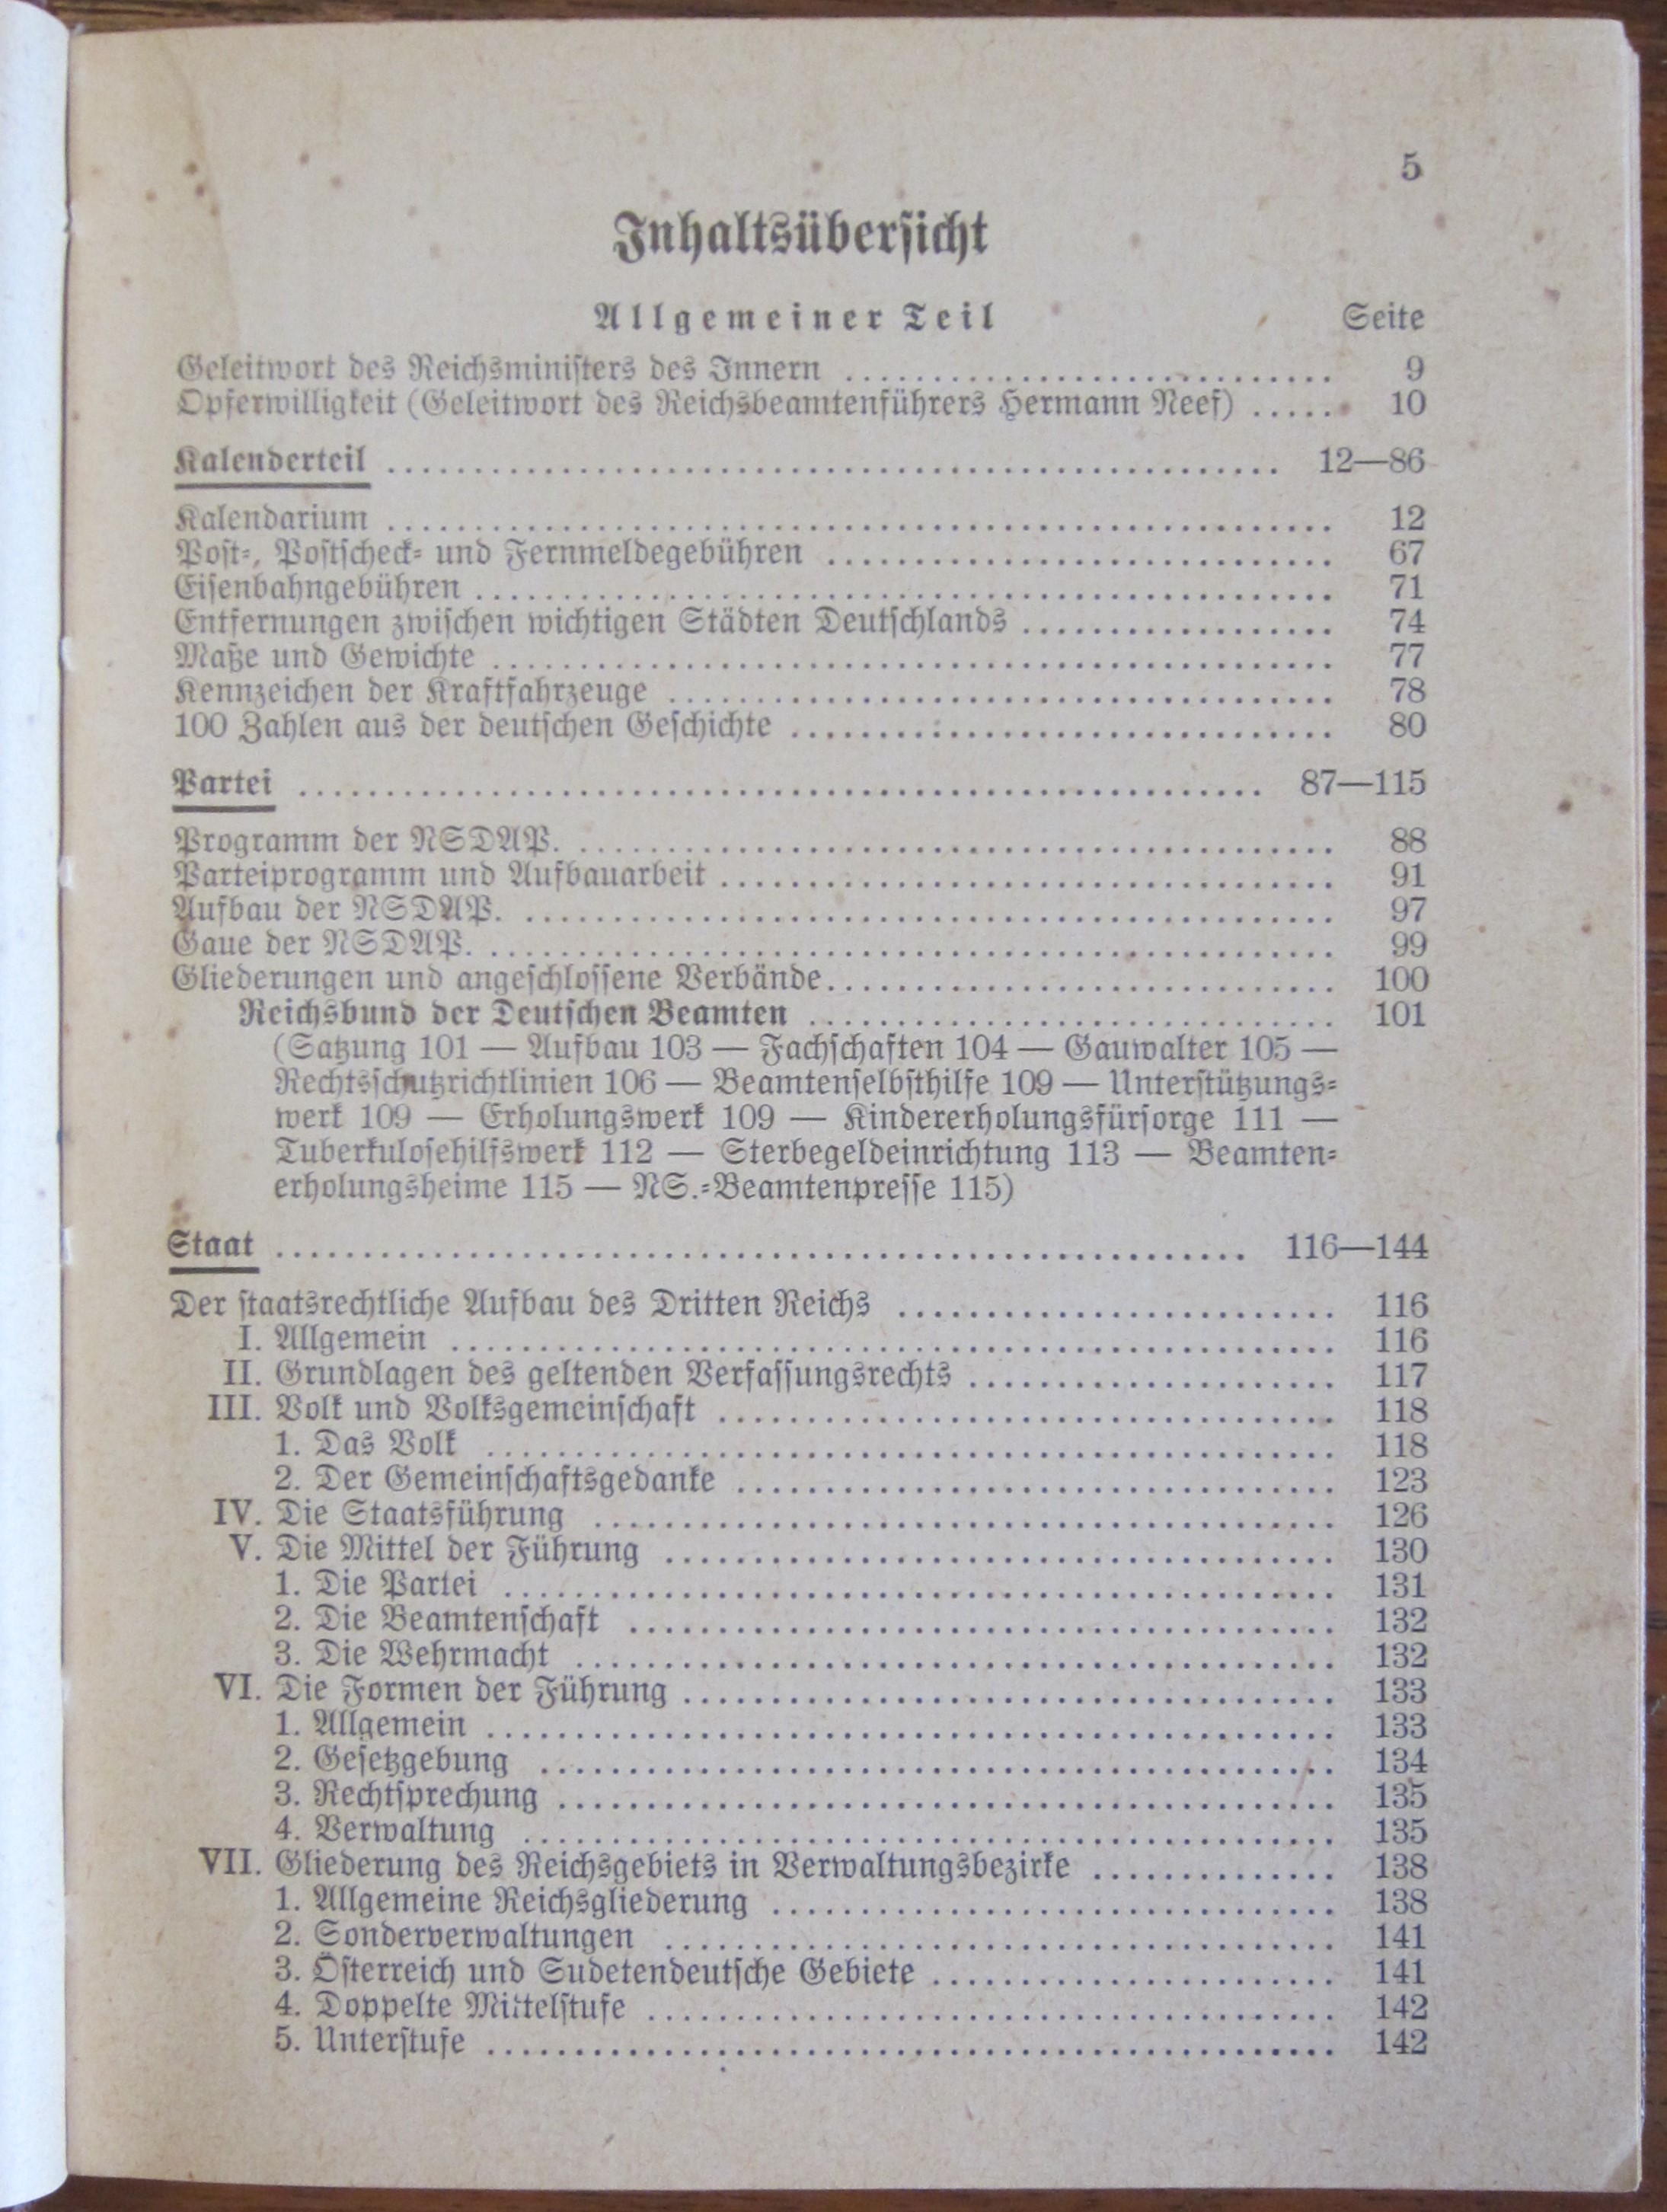 5
Inhaltsübersicht
Allgemeiner Teil Seite
Geleitwort des Reichsministers des Innern .............................. 9
Opferwilligkeit (Geleitwort des Reichsbeamtenführers Hermann Neef) ..... 10
Kalenderteil .................................................... 12—86
Kalendarium ....................................................... 12
Post-, Postscheck- und Fernmeldegebühren .............................. 67
Eisenbahngebühren .................................................. 71
Entfernungen zwischen wichtigen Städten Deutschlands .................. 74
Maße und Gewichte ................................................. 77
Kennzeichen der Kraftfahrzeuge ....................................... 78
100 Zahlen aus der deutschen Geschichte ................................ 80
Partei ........................................................ 87—115
Programm der NSDAP. ............................................. 88
Parteiprogramm und Aufbauarbeit .................................... 91
Aufbau der NSDAP. ................................................ 97
Gaue der NSDAP. .................................................. 99
Gliederungen und angeschlossene Verbände.............................. 100
Reichsbund der Deutschen Beamten ............................... 101
(Satzung 101 — Aufbau 103 — Fachschaften 104 — Gauwalter 105 —
Rechtsschutzrichtlinien 106 — Beamtenselbsthilfe 109 — Unterstützungs-
werk 109 — Erholungswerk 109 — Kindererholungsfürsorge 111 —
Tuberkulosehilfswerk 112 — Sterbegeldeinrichtung 113 — Beamten-
erholungsheime 115 — NS.-Beamtenpresse 115)
Staat ......................................................... 116—144
Der staatsrechtliche Aufbau des Dritten Reichs .......................... 116
I. Allgemein .................................................... 116
II. Grundlagen des geltenden Verfassungsrechts ...................... 117
III. Volk und Volksgemeinschaft ..................................... 118
1. Das Volk .................................................. 118
2. Der Gemeinschaftsgedanke ................................... 123
IV. Die Staatsführung ............................................ 126
V. Die Mittel der Führung ........................................ 130
1. Die Partei ................................................. 131
2. Die Beamtenschaft .......................................... 132
3. Die Wehrmacht ............................................. 132
VI. Die Formen der Führung ....................................... 133
1. Allgemein .................................................. 133
2. Gesetzgebung ............................................... 134
3. Rechtsprechung .............................................. 135
4. Verwaltung ................................................ 135
VII. Gliederung des Reichsgebiets in Verwaltungsbezirke ............... 138
1. Allgemeine Reichsgliederung .................................. 138
2. Sonderverwaltungen ........................................ 141
3. Österreich und Sudetendeutsche Gebiete ........................ 141
4. Doppelte Mittelstufe ......................................... 142
5. Unterstufe .................................................. 142